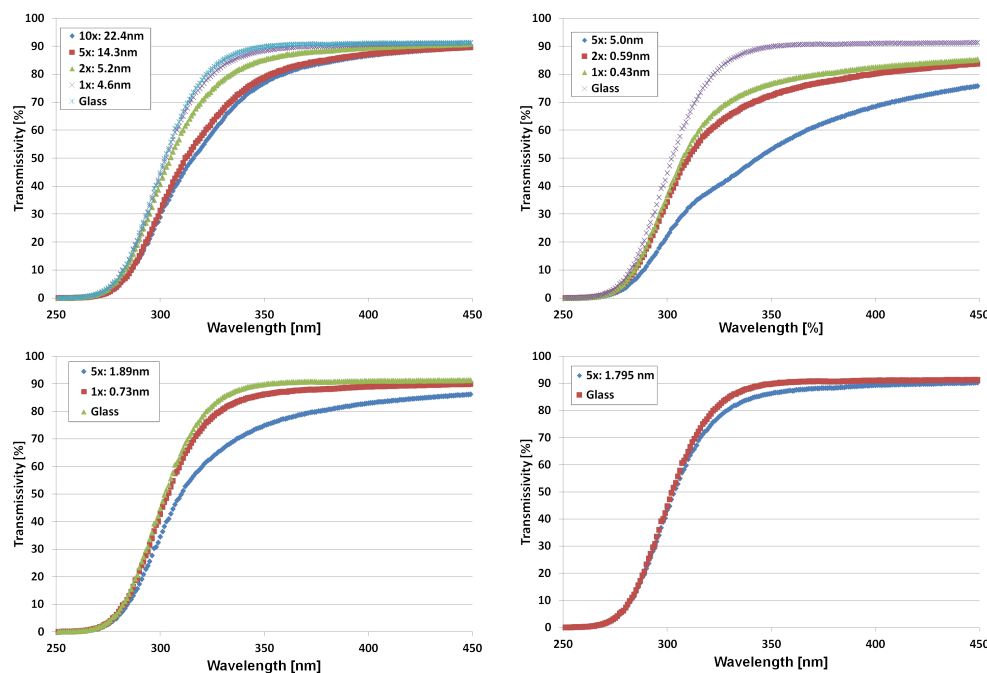 100
90
80
70
60
50
40
30
20
10
0
Transmissivity [%]
10x: 22.4nm
5x: 14.3nm
2x: 5.2nm
1x: 4.6nm
Glass
250 300 350 400 450
Wavelength [nm]
100
90
80
70
60
50
40
30
20
10
0
Transmissivity [%]
5x: 5.0nm
2x: 0.59nm
1x: 0.43nm
Glass
250 300 350 400 450
Wavelength [%]
100
90
80
70
60
50
40
30
20
10
0
Transmissivity [%]
5x: 1.89nm
1x: 0.73nm
Glass
250 300 350 400 450
Wavelength [nm]
100
90
80
70
60
50
40
30
20
10
0
Transmissivity [%]
5x: 1.795 nm
Glass
250 300 350 400 450
Wavelength [nm]